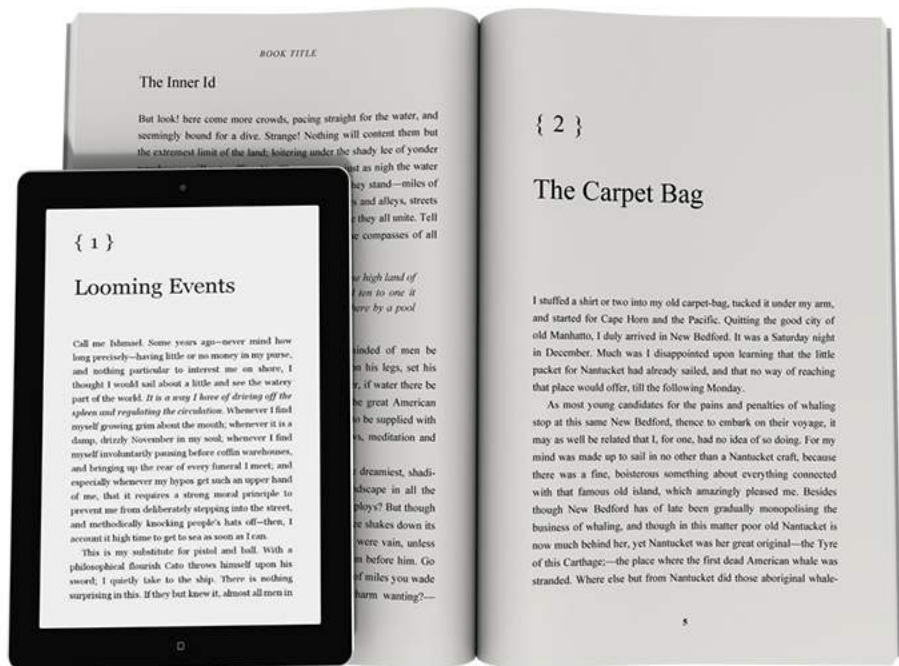 BOOK TITLE
The Inner Id
But look! here come more crowds, pacing straight for the water, and
seemingly bound for a dive. Strange! Nothing will content them but
the extremest limit of the land; loitering under the shady lee of yonder
just as nigh the water
they stand—miles of
and alleys, streets
they all unite. Tell
compasses of all
high land of
ten to one it
there by a pool
minded of men be
on his legs, set his
if water there be
great American
to be supplied with
meditation and
dreamiest, shadi-
landscape in all the
employs? But though
shakes down its
were vain, unless
before him. Go
of miles you wade
charm wanting?—
{ 1 }
Looming Events
Call me Ishmael. Some years ago—never mind how
long precisely—having little or no money in my purse,
and nothing particular to interest me on shore, I
thought I would sail about a little and see the watery
part of the world. It is a way I have of driving off the
spleen and regulating the circulation. Whenever I find
myself growing grim about the mouth; whenever it is a
damp, drizzly November in my soul; whenever I find
myself involuntarily pausing before coffin warehouses,
and bringing up the rear of every funeral I meet; and
especially whenever my hypos get such an upper hand
of me, that it requires a strong moral principle to
prevent me from deliberately stepping into the street,
and methodically knocking people's hats off—then, I
account it high time to get to sea as soon as I can.
This is my substitute for pistol and ball. With a
philosophical flourish Cato throws himself upon his
sword; I quietly take to the ship. There is nothing
surprising in this. If they but knew it, almost all men in
{ 2 }
The Carpet Bag
I stuffed a shirt or two into my old carpet-bag, tucked it under my arm,
and started for Cape Horn and the Pacific. Quitting the good city of
old Manhatto, I duly arrived in New Bedford. It was a Saturday night
in December. Much was I disappointed upon learning that the little
packet for Nantucket had already sailed, and that no way of reaching
that place would offer, till the following Monday.
As most young candidates for the pains and penalties of whaling
stop at this same New Bedford, thence to embark on their voyage, it
may as well be related that I, for one, had no idea of so doing. For my
mind was made up to sail in no other than a Nantucket craft, because
there was a fine, boisterous something about everything connected
with that famous old island, which amazingly pleased me. Besides
though New Bedford has of late been gradually monopolising the
business of whaling, and though in this matter poor old Nantucket is
now much behind her, yet Nantucket was her great original—the Tyre
of this Carthage;—the place where the first dead American whale was
stranded. Where else but from Nantucket did those aboriginal whale-
5